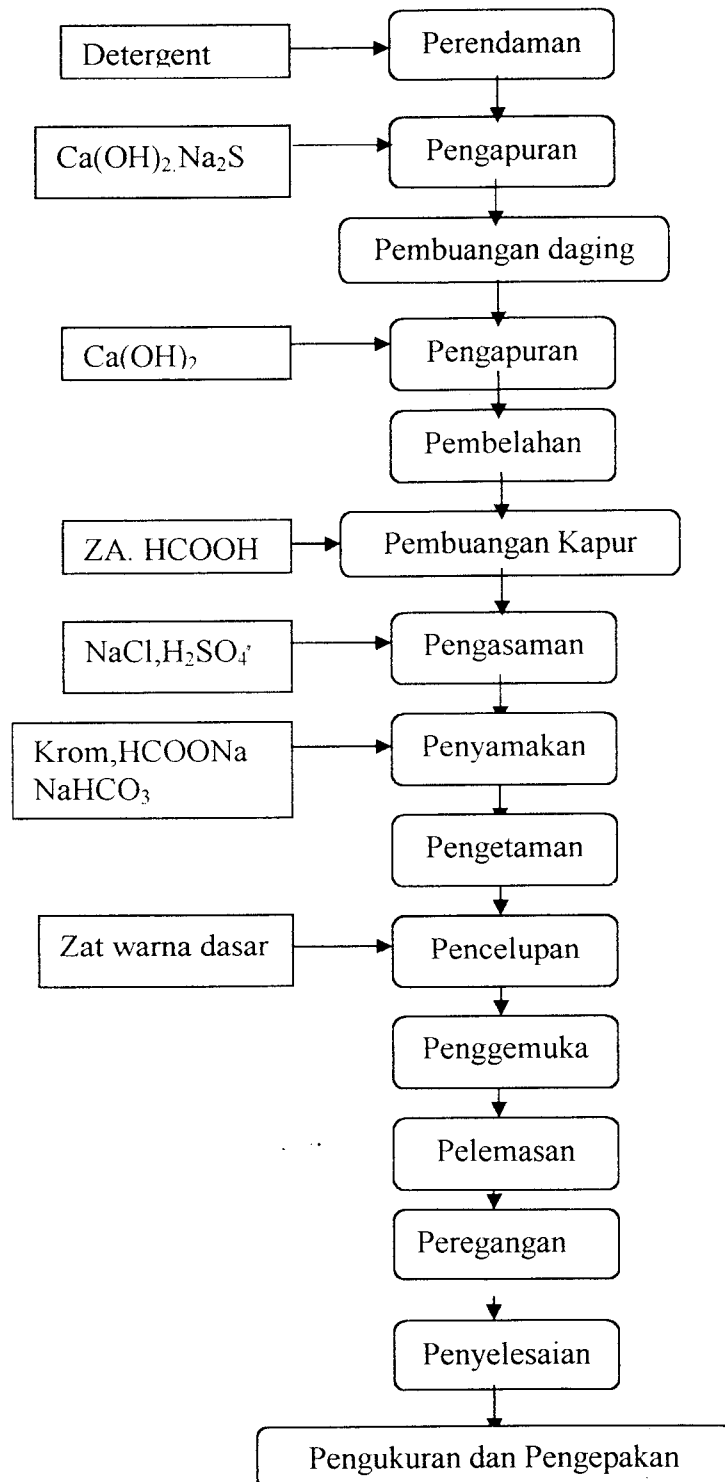 Detergent
Perendaman
Ca(OH)₂.Na₂S
Pengapuran
Pembuangan daging
Ca(OH)₂
Pengapuran
Pembelahan
ZA. HCOOH
Pembuangan Kapur
NaCl,H₂SO₄,
Pengasaman
Krom,HCOONa
NaHCO₃
Penyamakan
Pengetaman
Zat warna dasar
Pencelupan
Penggemuka
Pelemasan
Peregangan
Penyelesaian
Pengukuran dan Pengepakan